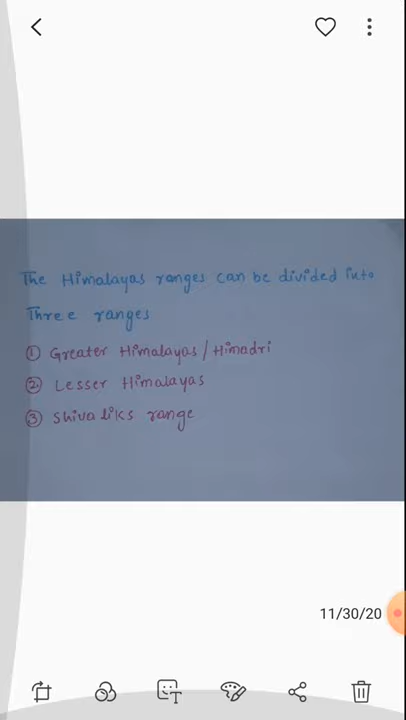 The Himalayas ranges can be divided into
Three ranges
① Greater Himalayas / Himadri
② Lesser Himalayas
③ Shivaliks range
11/30/20
T